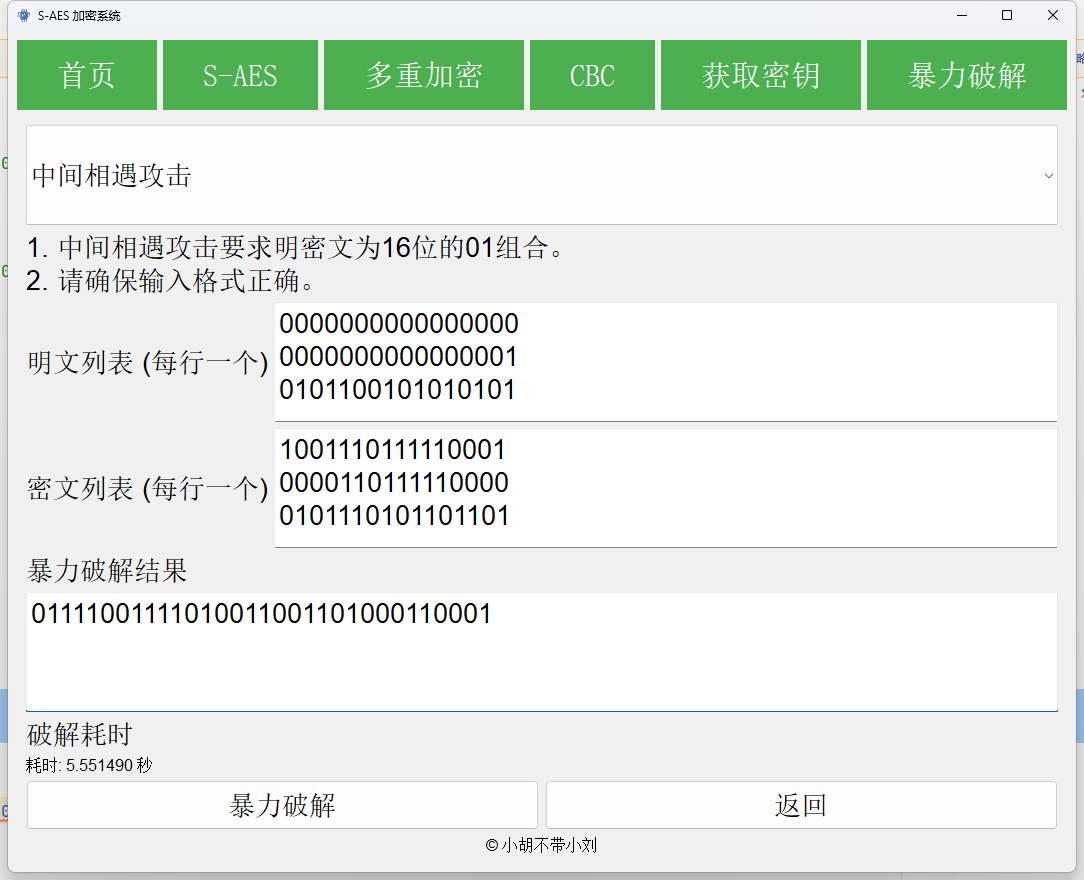 S-AES 加密系统
首页 S-AES 多重加密 CBC 获取密钥 暴力破解
中间相遇攻击
1. 中间相遇攻击要求明密文为16位的01组合。
2. 请确保输入格式正确。
明文列表 (每行一个)
0000000000000000
0000000000000001
0101100101010101
密文列表 (每行一个)
1001110111110001
0000110111110000
0101110101101101
暴力破解结果
01111001111010011001101000110001
破解耗时
耗时: 5.551490 秒
暴力破解 返回
© 小胡不带小刘